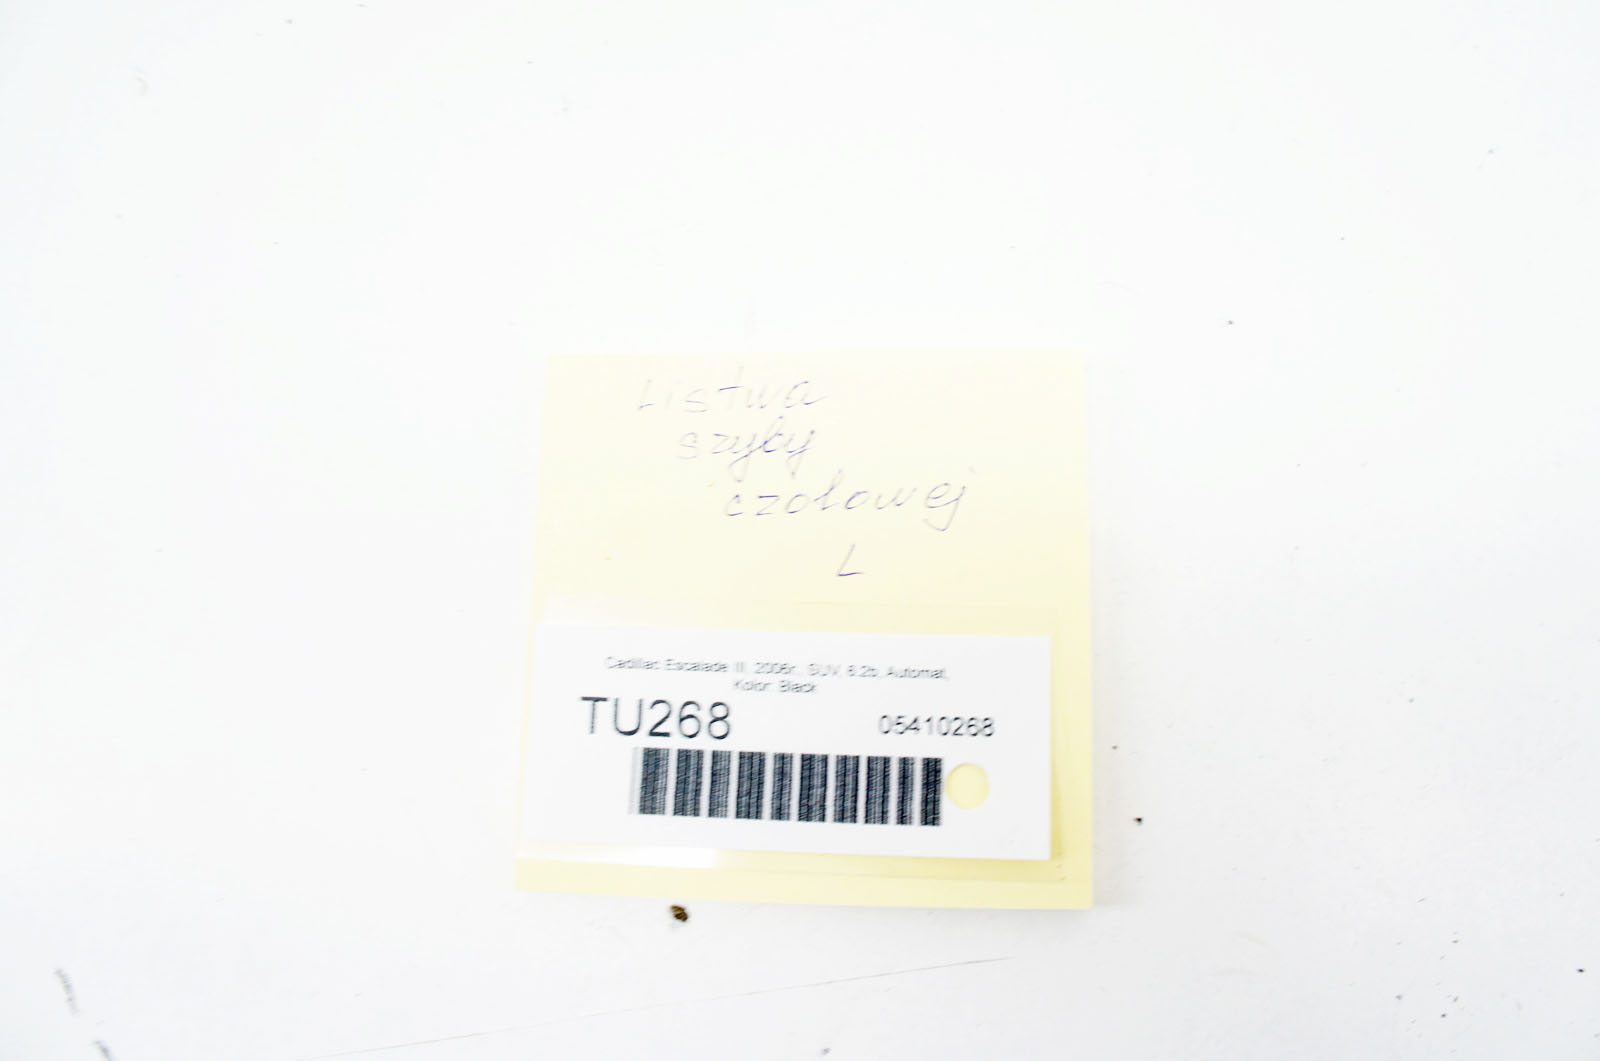 Listwa
szyby
czołowej
L
Cadillac Escalade III, 2006r., SUV, 6.2b, Automat,
Kolor: Black
TU268
05410268